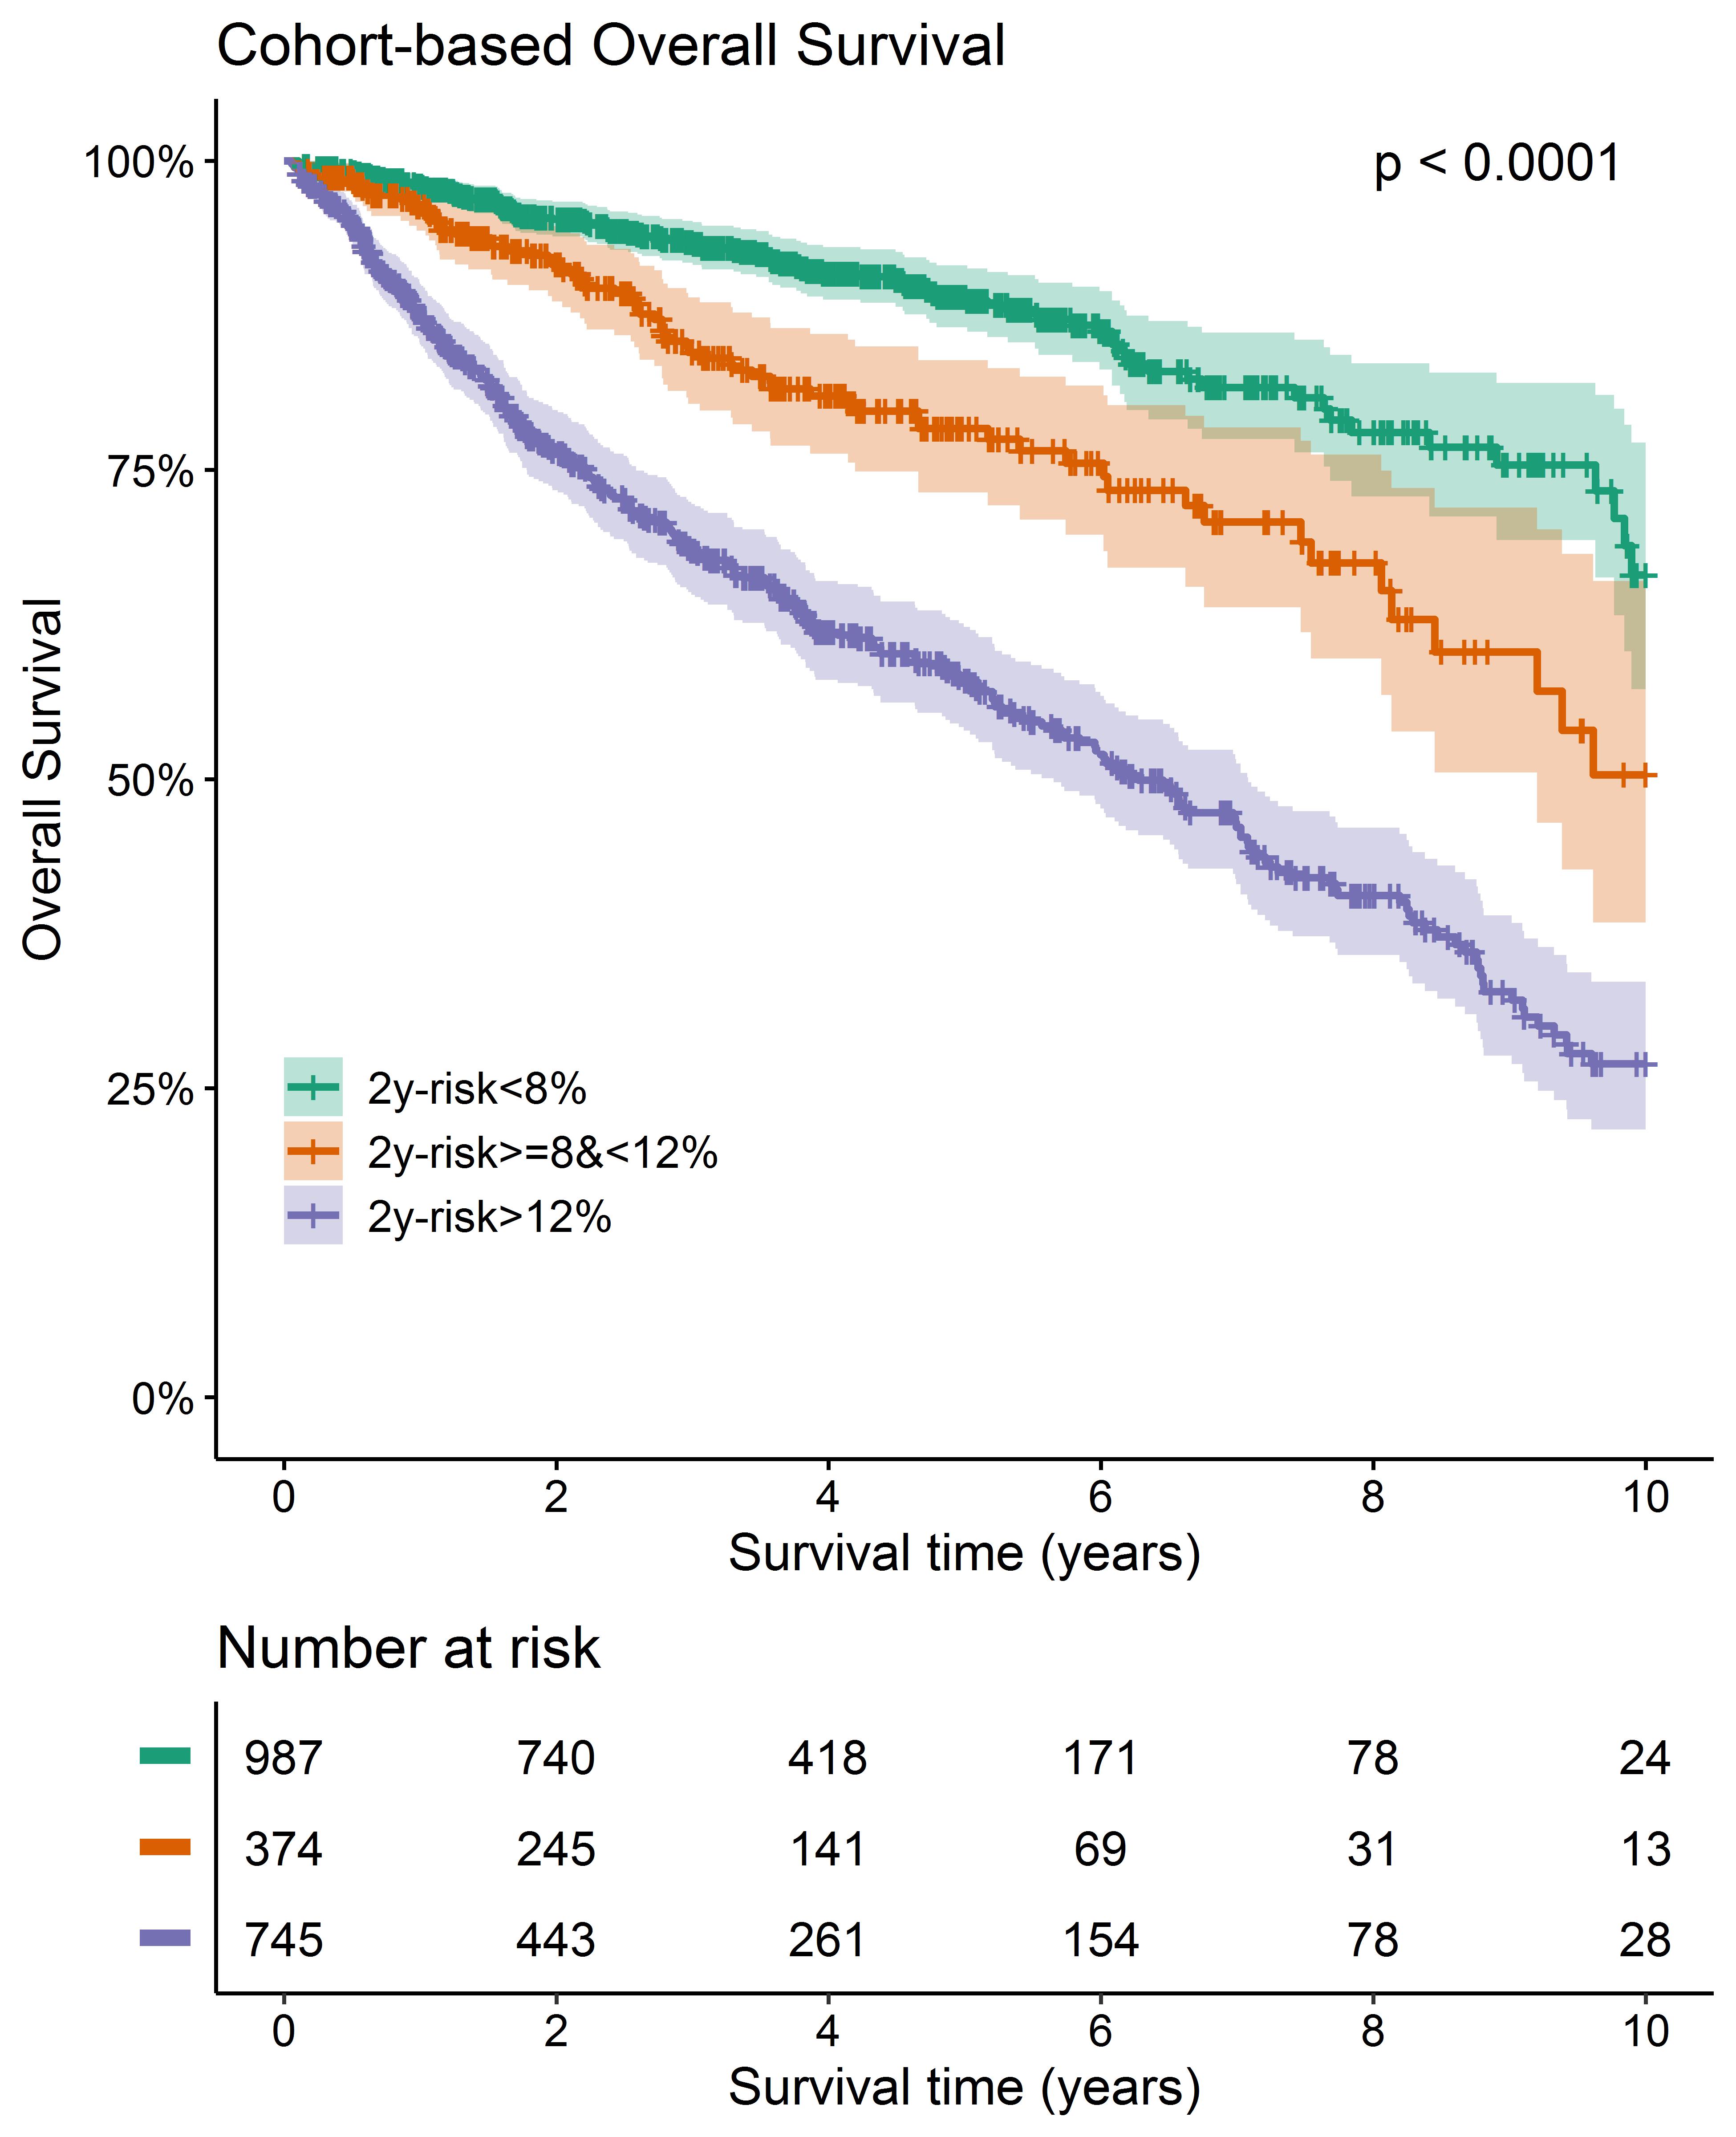 Cohort-based Overall Survival
p < 0.0001
100%
75%
50%
25%
0%
Overall Survival
2y-risk<8%
2y-risk>=8&<12%
2y-risk>12%
0 2 4 6 8 10
Survival time (years)
Number at risk
987 740 418 171 78 24
374 245 141 69 31 13
745 443 261 154 78 28
0 2 4 6 8 10
Survival time (years)